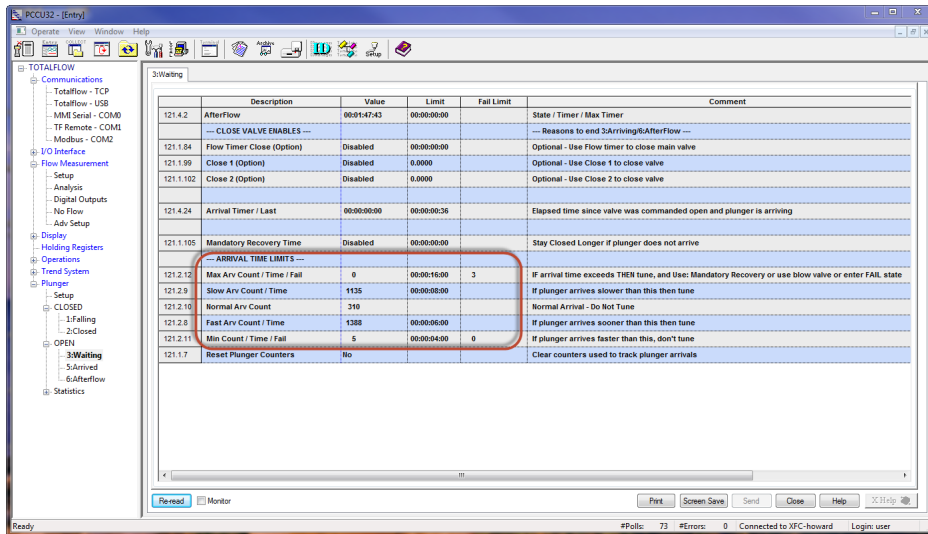 PCCU32 - [Entry]
Operate View Window Help
Entry COLLECT Terminal Archive Setup
TOTALFLOW
Communications
Totalflow - TCP
Totalflow - USB
MMI Serial - COM0
TF Remote - COM1
Modbus - COM2
I/O Interface
Flow Measurement
Setup
Analysis
Digital Outputs
No Flow
Adv Setup
Display
Holding Registers
Operations
Trend System
Plunger
Setup
CLOSED
1:Falling
2:Closed
OPEN
3:Waiting
5:Arrived
6:Afterflow
Statistics
3:Waiting
Description Value Limit Fail Limit Comment
121.4.2 AfterFlow 00:01:47:43 00:00:00:00 State / Timer / Max Timer
--- CLOSE VALVE ENABLES --- --- Reasons to end 3:Arriving/6:AfterFlow ---
121.1.84 Flow Timer Close (Option) Disabled 00:00:00:00 Optional - Use Flow timer to close main valve
121.1.99 Close 1 (Option) Disabled 0.0000 Optional - Use Close 1 to close valve
121.1.102 Close 2 (Option) Disabled 0.0000 Optional - Use Close 2 to close valve
121.4.24 Arrival Timer / Last 00:00:00:00 00:00:00:36 Elapsed time since valve was commanded open and plunger is arriving
121.1.105 Mandatory Recovery Time Disabled 00:00:00:00 Stay Closed Longer if plunger does not arrive
--- ARRIVAL TIME LIMITS ---
121.2.12 Max Arv Count / Time / Fail 0 00:00:16:00 3 IF arrival time exceeds THEN tune, and Use: Mandatory Recovery or use blow valve or enter FAIL state
121.2.9 Slow Arv Count / Time 1135 00:00:08:00 If plunger arrives slower than this then tune
121.2.10 Normal Arv Count 310 Normal Arrival - Do Not Tune
121.2.8 Fast Arv Count / Time 1388 00:00:06:00 If plunger arrives sooner than this then tune
121.2.11 Min Count / Time / Fail 5 00:00:04:00 0 If plunger arrives faster than this, don't tune
121.1.7 Reset Plunger Counters No Clear counters used to track plunger arrivals
Re-read Monitor Print Screen Save Send Close Help X Help
Ready #Polls: 73 #Errors: 0 Connected to XFC-howard Login: user